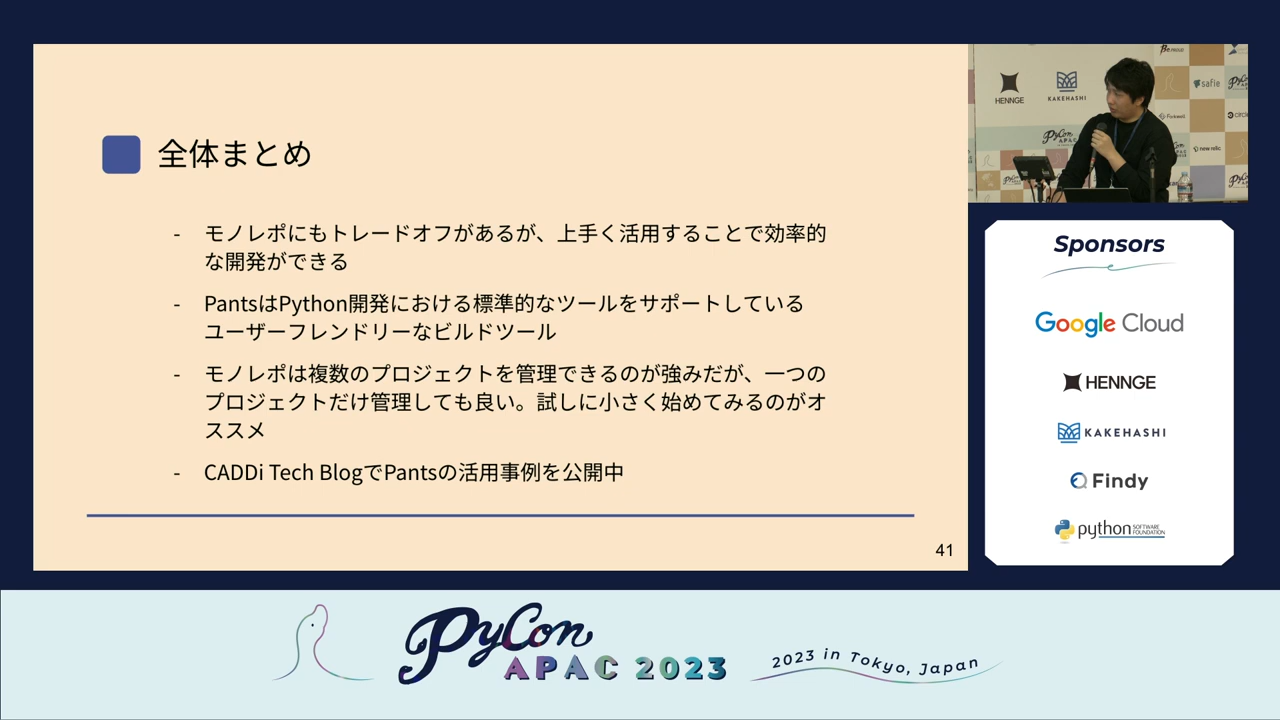 全体まとめ
- モノレポにもトレードオフがあるが、上手く活用することで効率的
な開発ができる
- PantsはPython開発における標準的なツールをサポートしている
ユーザーフレンドリーなビルドツール
- モノレポは複数のプロジェクトを管理できるのが強みだが、一つの
プロジェクトだけ管理しても良い。試しに小さく始めてみるのがオ
ススメ
- CADDi Tech BlogでPantsの活用事例を公開中
41
HENNGE
KAKEHASHI
safie
PyCon
APAC
new relic
Sponsors
Google Cloud
HENNGE
KAKEHASHI
Findy
python SOFTWARE FOUNDATION
PyCon
APAC 2023
2023 in Tokyo, Japan